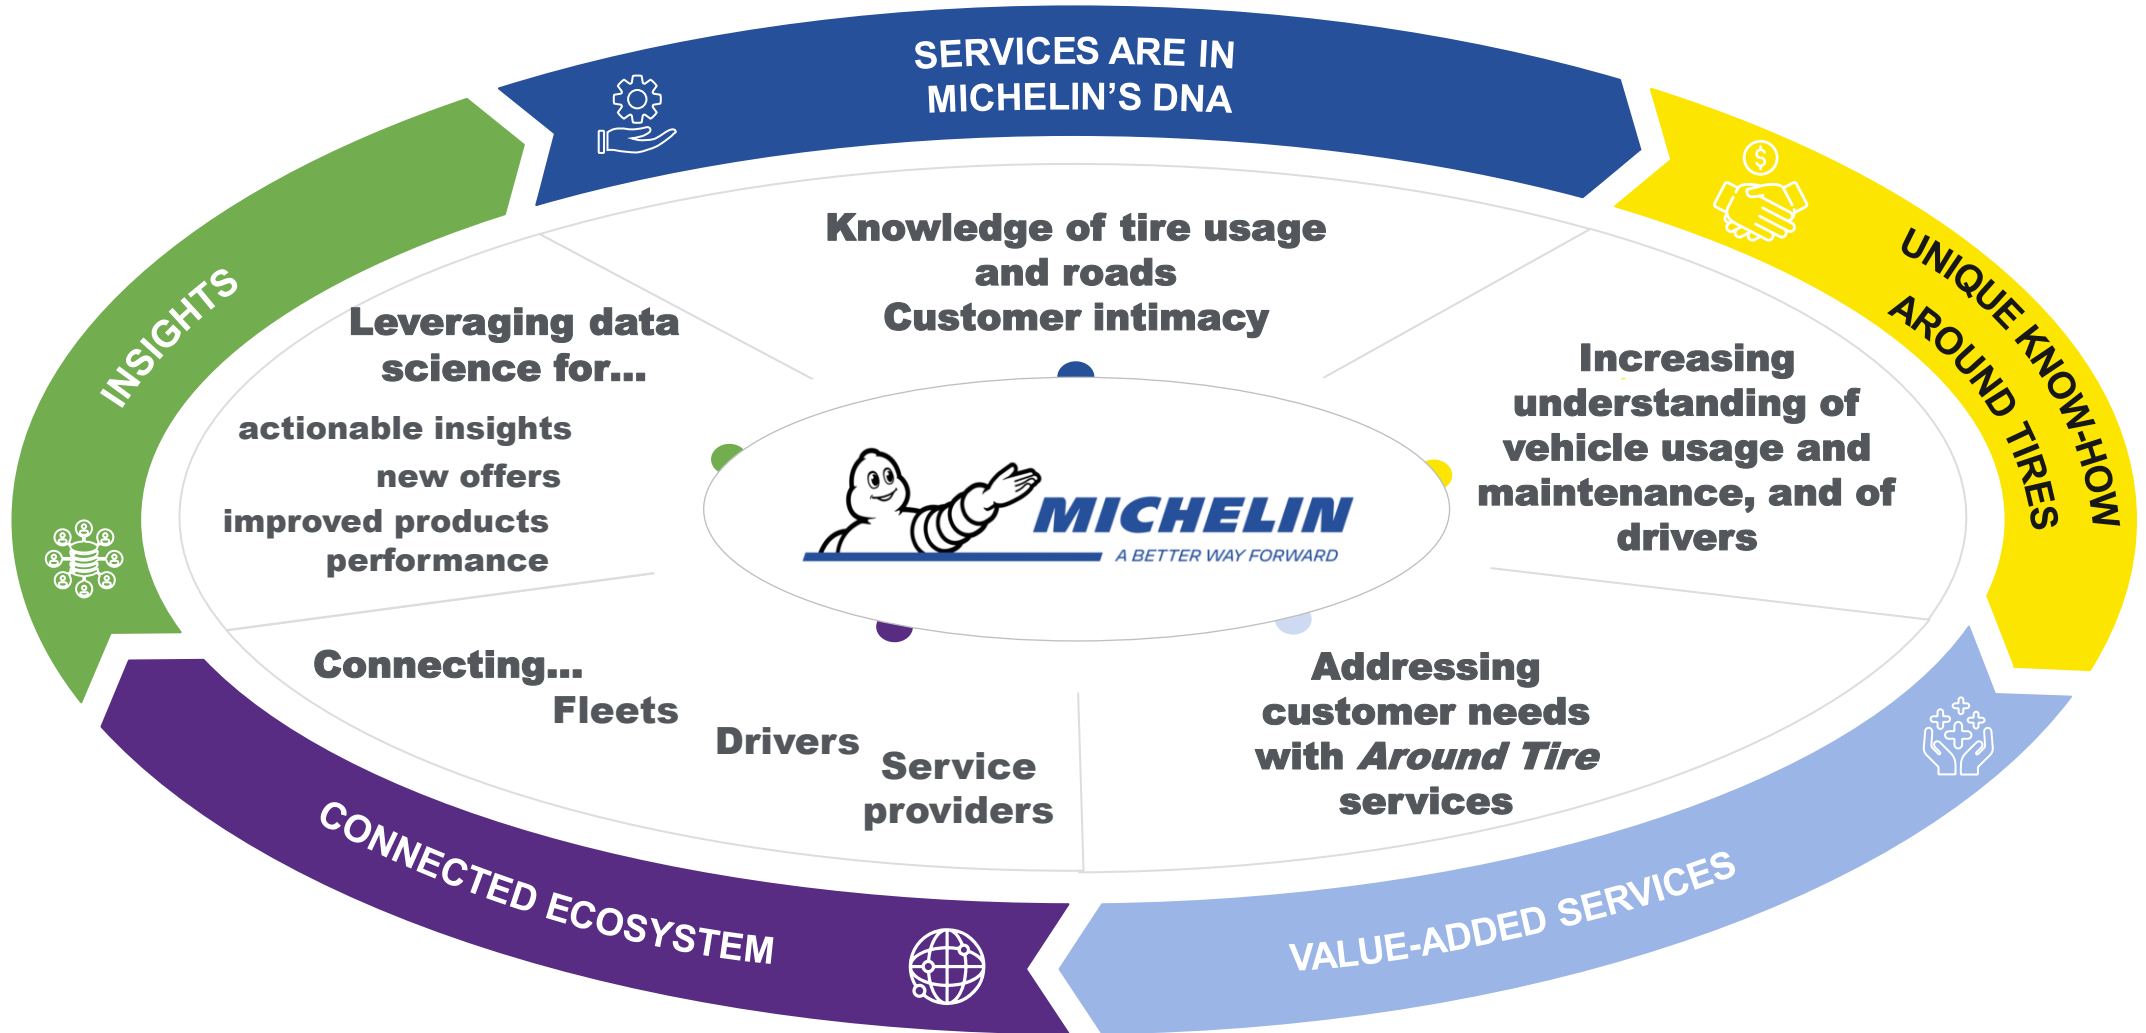 SERVICES ARE IN
MICHELIN'S DNA
Knowledge of tire usage
and roads
Customer intimacy
UNIQUE KNOW-HOW
AROUND TIRES
Increasing
understanding of
vehicle usage and
maintenance, and of
drivers
VALUE-ADDED SERVICES
Addressing
customer needs
with Around Tire
services
CONNECTED ECOSYSTEM
Connecting...
Fleets
Drivers
Service
providers
INSIGHTS
Leveraging data
science for...
actionable insights
new offers
improved products
performance
MICHELIN
A BETTER WAY FORWARD
$